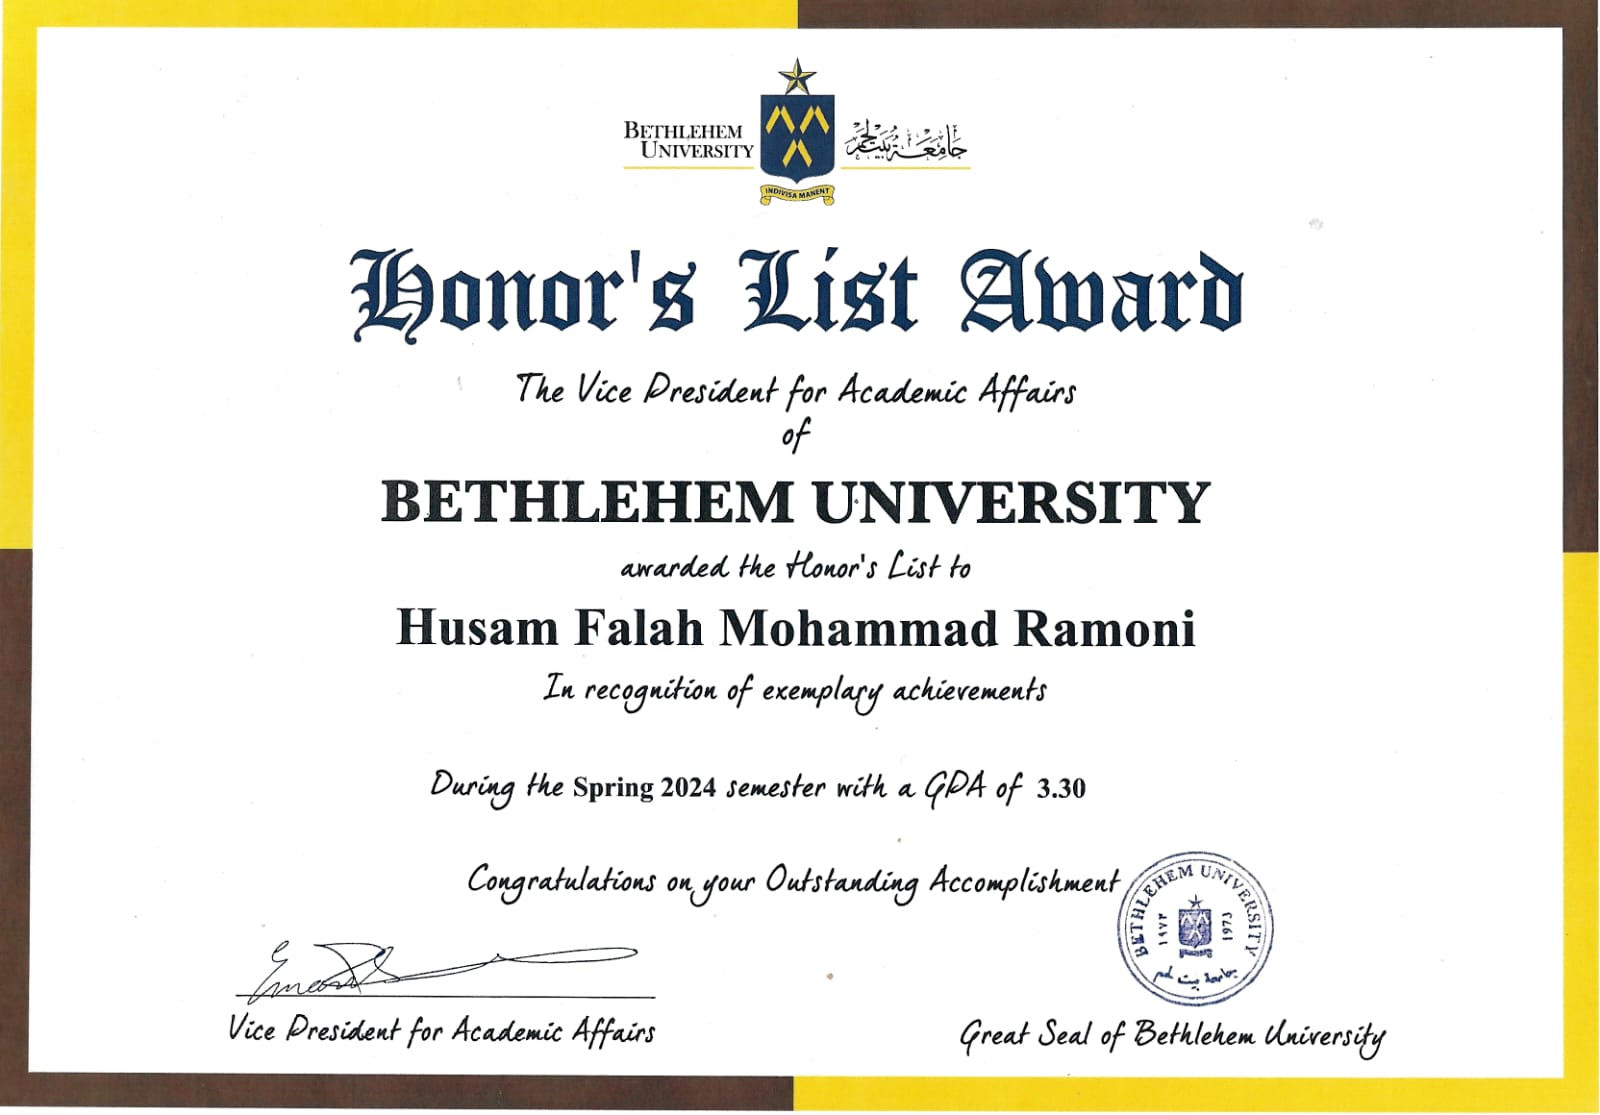 BETHLEHEM
UNIVERSITY
جامعة بيت لحم
INDIVISA MANENT
Honor's List Award
The Vice President for Academic Affairs
of
BETHLEHEM UNIVERSITY
awarded the Honor's List to
Husam Falah Mohammad Ramoni
In recognition of exemplary achievements
During the Spring 2024 semester with a GPA of 3.30
Congratulations on your Outstanding Accomplishment
BETHLEHEM UNIVERSITY
١٩٧٣
1973
جامعة بيت لحم
Vice President for Academic Affairs
Great Seal of Bethlehem University